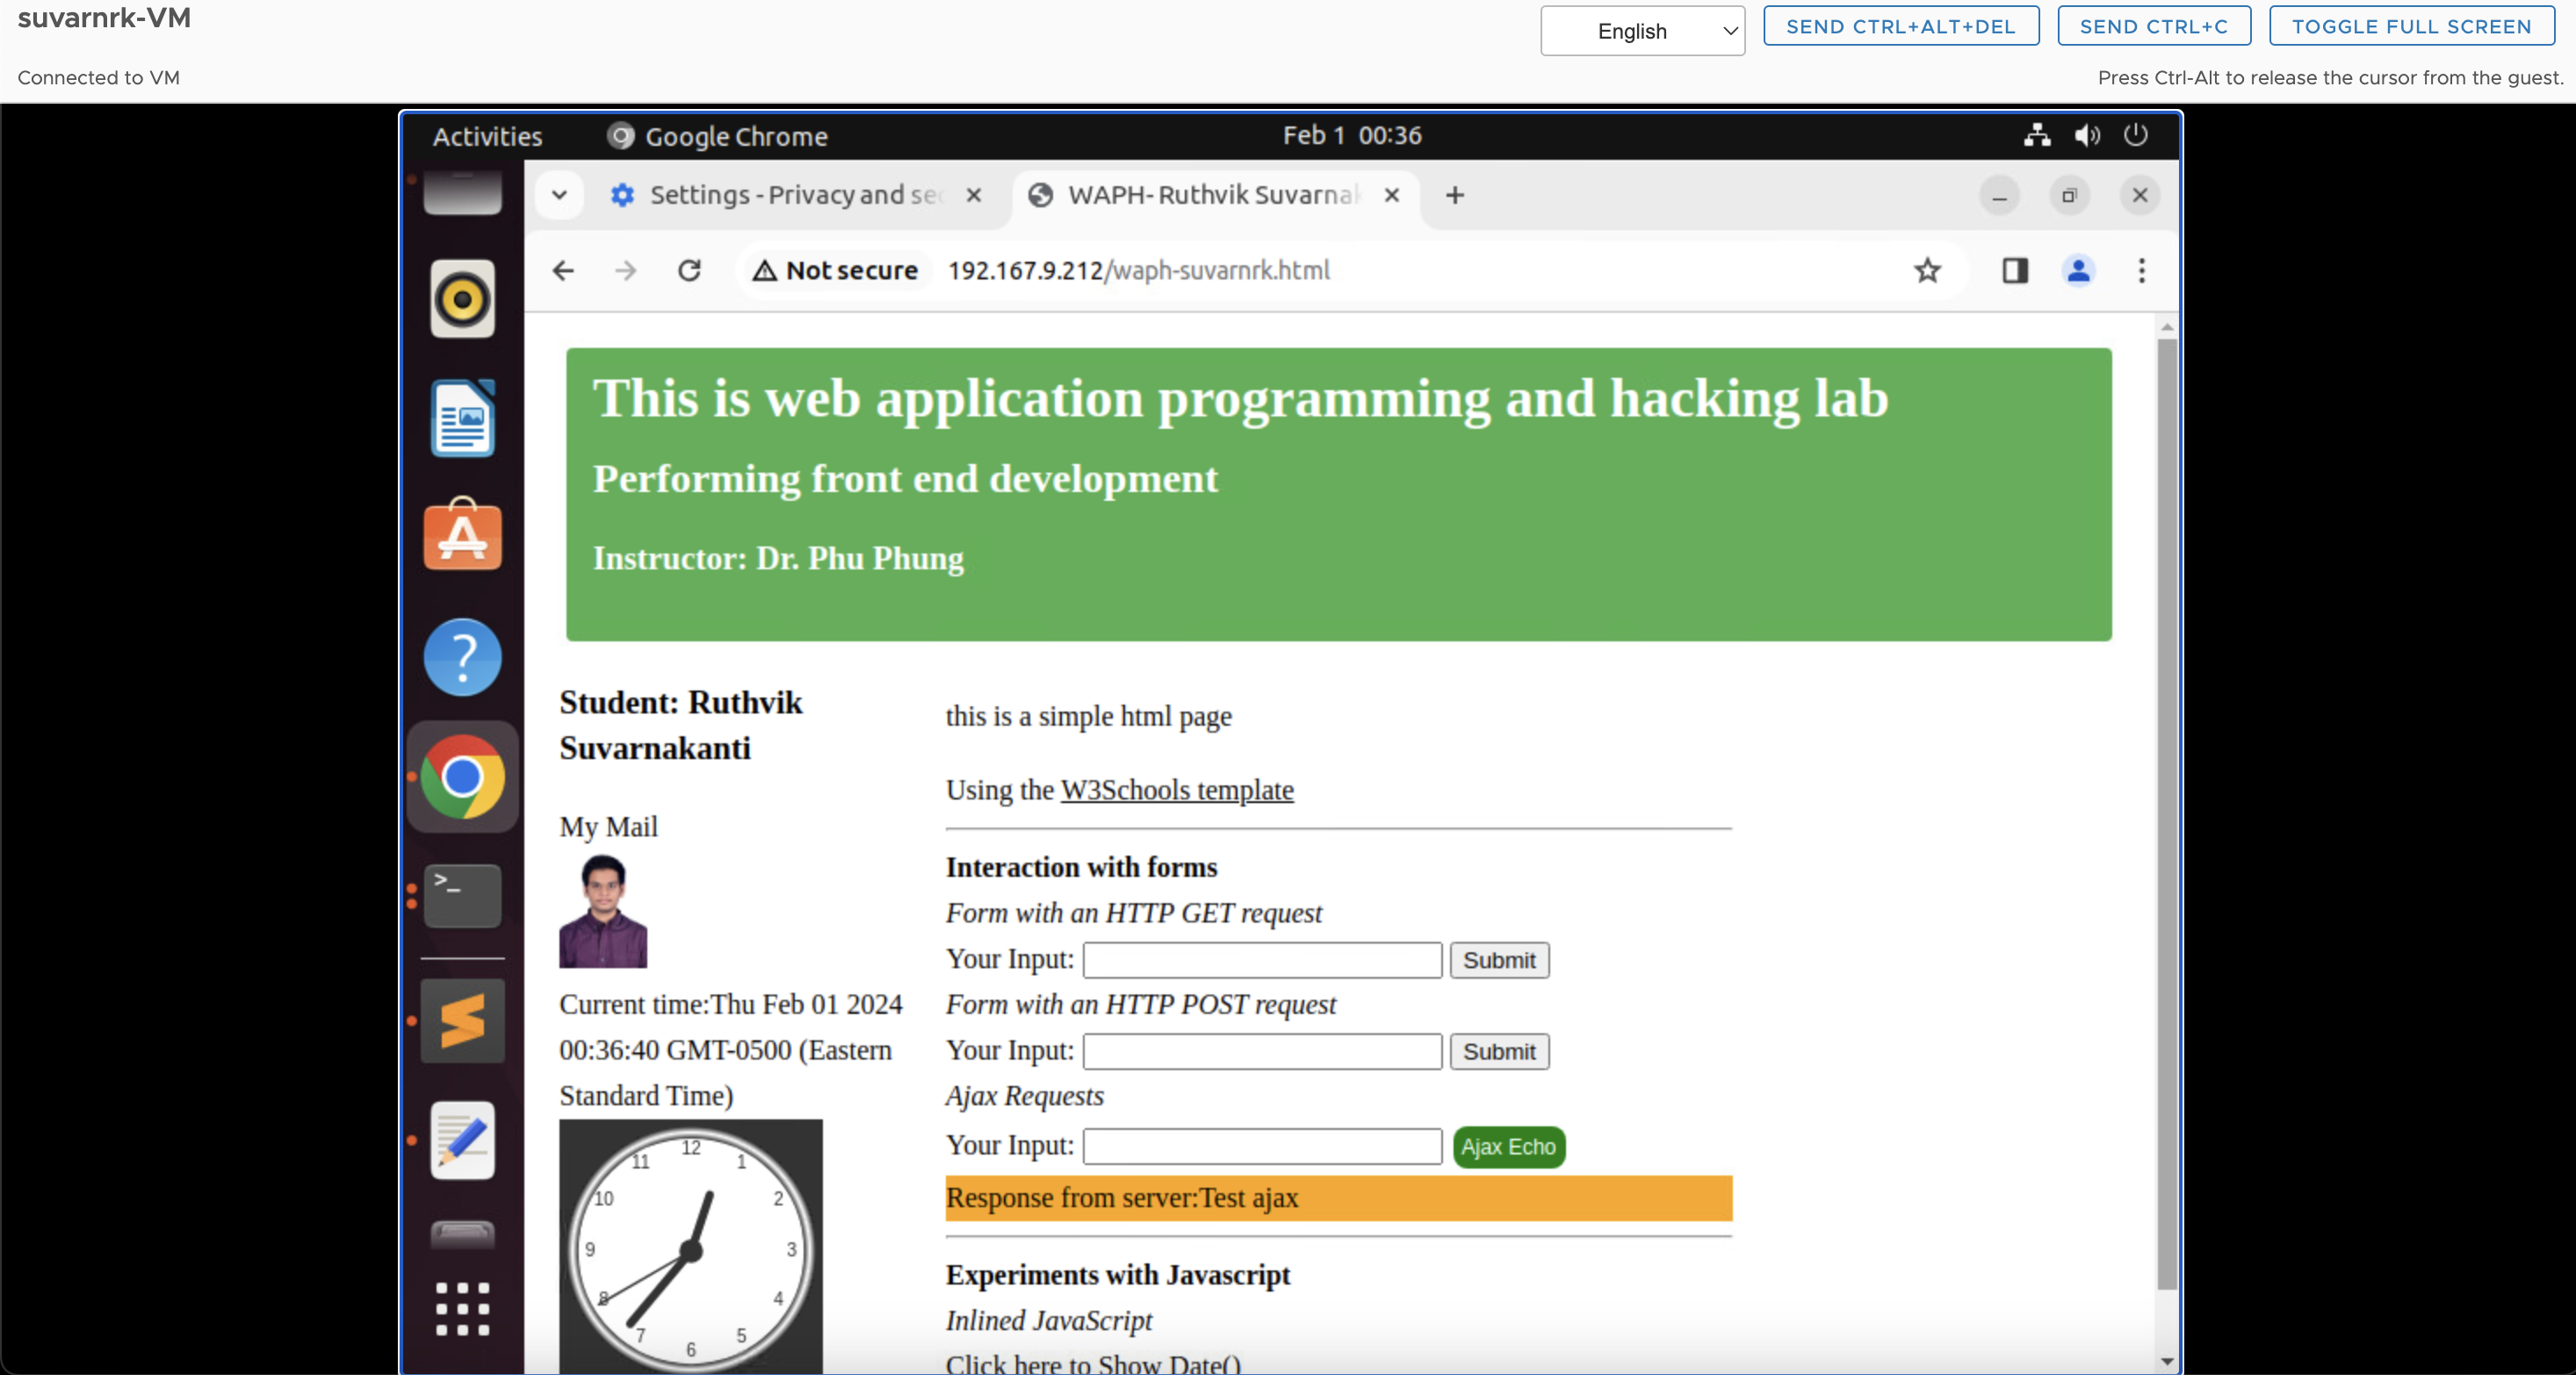 suvarnrk-VM
English
SEND CTRL+ALT+DEL
SEND CTRL+C
TOGGLE FULL SCREEN
Connected to VM
Press Ctrl-Alt to release the cursor from the guest.
Activities
Google Chrome
Feb 1 00:36
Settings - Privacy and sec
WAPH- Ruthvik Suvarnak
Not secure
192.167.9.212/waph-suvarnrk.html
This is web application programming and hacking lab
Performing front end development
Instructor: Dr. Phu Phung
Student: Ruthvik
Suvarnakanti
My Mail
Current time:Thu Feb 01 2024
00:36:40 GMT-0500 (Eastern
Standard Time)
12
1
2
3
4
5
6
7
8
9
10
11
this is a simple html page
Using the W3Schools template
Interaction with forms
Form with an HTTP GET request
Your Input:
Submit
Form with an HTTP POST request
Your Input:
Submit
Ajax Requests
Your Input:
Ajax Echo
Response from server:Test ajax
Experiments with Javascript
Inlined JavaScript
Click here to Show Date()